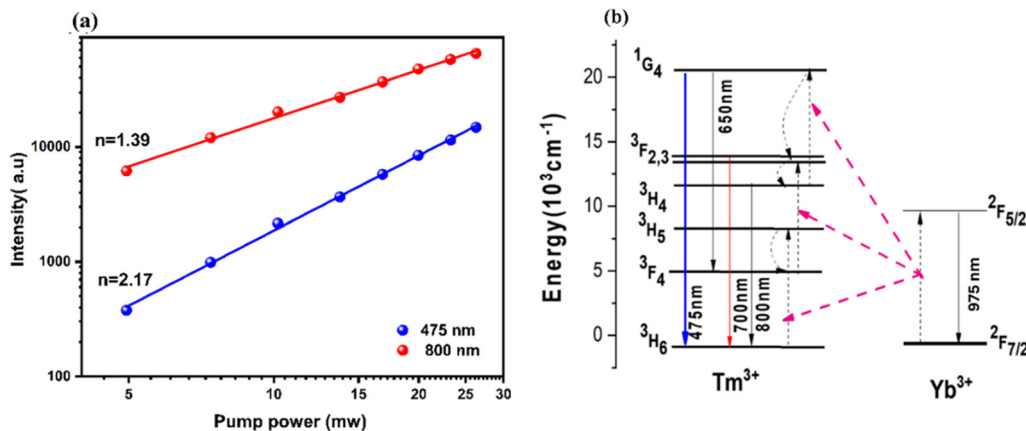 (a)
Intensity( a.u)
10000
1000
100
n=1.39
n=2.17
475 nm
800 nm
5
10
15
20
25
30
Pump power (mw)
(b)
Energy(10³cm⁻¹)
20
15
10
5
0
¹G₄
³F₂,₃
³H₄
³H₅
³F₄
³H₆
650nm
475nm
700nm
800nm
Tm³⁺
²F₅/₂
975 nm
²F₇/₂
Yb³⁺